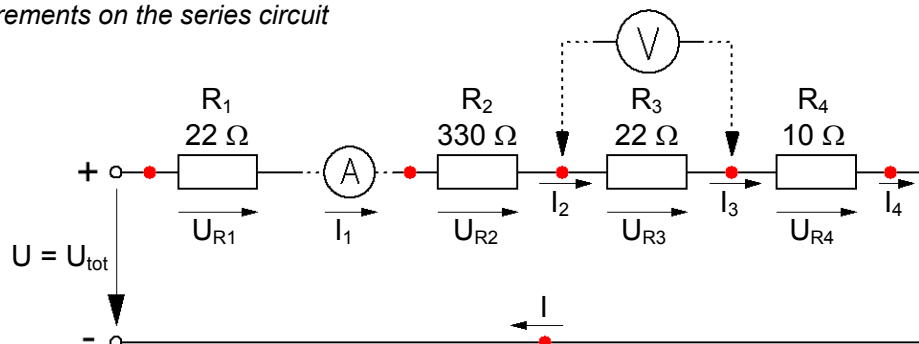 rements on the series circuit
V
R1 R2 R3 R4
22 Ω 330 Ω 22 Ω 10 Ω
+ A
I1 I2 I3 I4
UR1 UR2 UR3 UR4
U = Utot
I
-